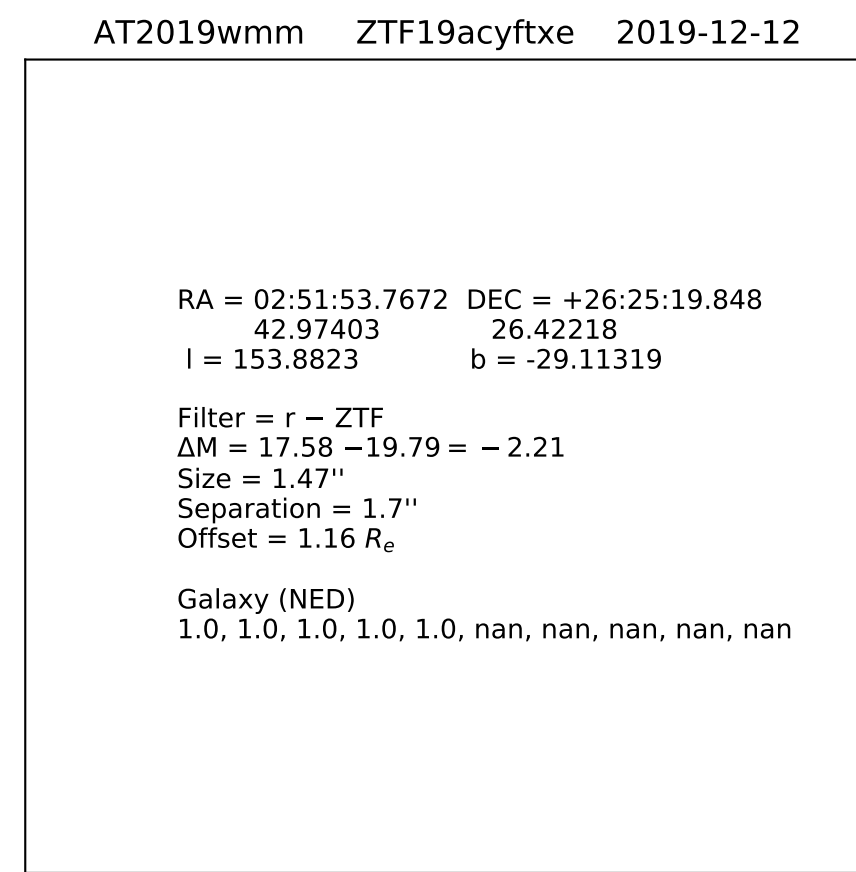 AT2019wmm ZTF19acyftxe 2019-12-12
RA = 02:51:53.7672 DEC = +26:25:19.848
42.97403 26.42218
l = 153.8823 b = -29.11319
Filter = r − ZTF
ΔM = 17.58 −19.79 = − 2.21
Size = 1.47''
Separation = 1.7''
Offset = 1.16 Re
Galaxy (NED)
1.0, 1.0, 1.0, 1.0, 1.0, nan, nan, nan, nan, nan